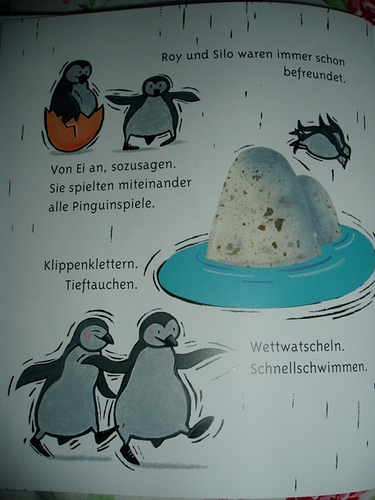 Roy und Silo waren immer schon
befreundet.
Von Ei an, sozusagen.
Sie spielten miteinander
alle Pinguinspiele.
Klippenklettern.
Tieftauchen.
Wettwatscheln.
Schnellschwimmen.